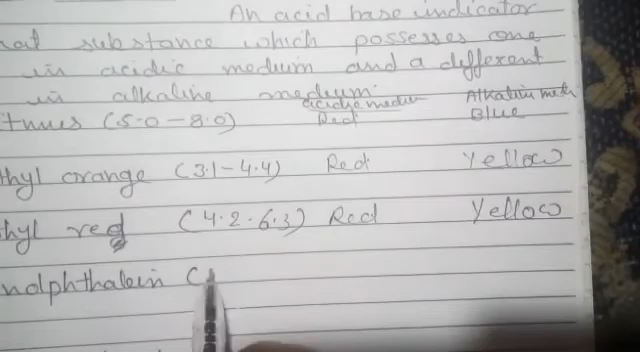 An acid base indicator
substance which possesses one
in acidic medium and a different
in alkaline medium.
acidic medium Alkaline
tmus (5.0-8.0) Red Blue
thyl orange (3.1-4.4) Red Yellow
hyl red (4.2-6.3) Red Yellow
nolphthalein (